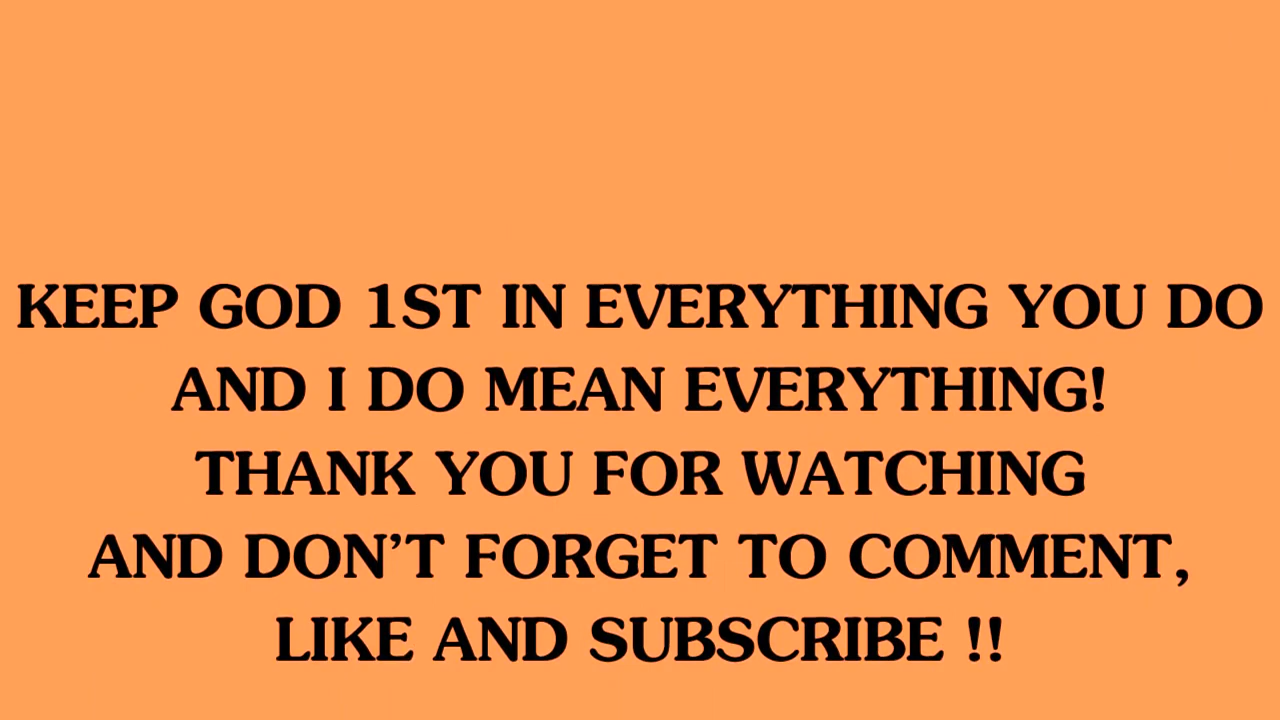 KEEP GOD 1ST IN EVERYTHING YOU DO
AND I DO MEAN EVERYTHING!
THANK YOU FOR WATCHING
AND DON’T FORGET TO COMMENT,
LIKE AND SUBSCRIBE !!